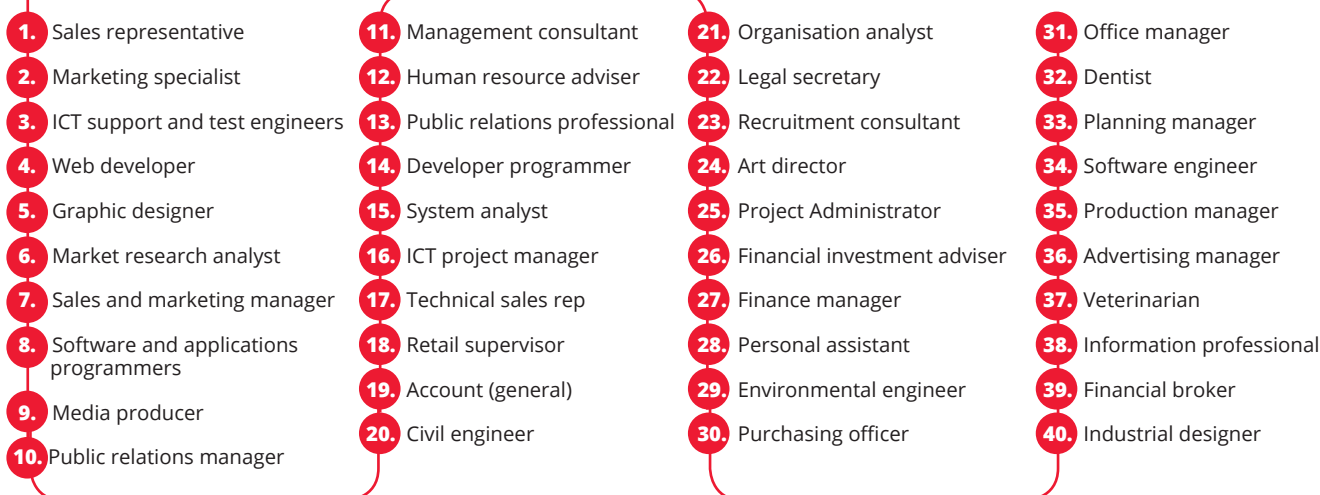 1. Sales representative
2. Marketing specialist
3. ICT support and test engineers
4. Web developer
5. Graphic designer
6. Market research analyst
7. Sales and marketing manager
8. Software and applications
programmers
9. Media producer
10. Public relations manager
11. Management consultant
12. Human resource adviser
13. Public relations professional
14. Developer programmer
15. System analyst
16. ICT project manager
17. Technical sales rep
18. Retail supervisor
19. Account (general)
20. Civil engineer
21. Organisation analyst
22. Legal secretary
23. Recruitment consultant
24. Art director
25. Project Administrator
26. Financial investment adviser
27. Finance manager
28. Personal assistant
29. Environmental engineer
30. Purchasing officer
31. Office manager
32. Dentist
33. Planning manager
34. Software engineer
35. Production manager
36. Advertising manager
37. Veterinarian
38. Information professional
39. Financial broker
40. Industrial designer